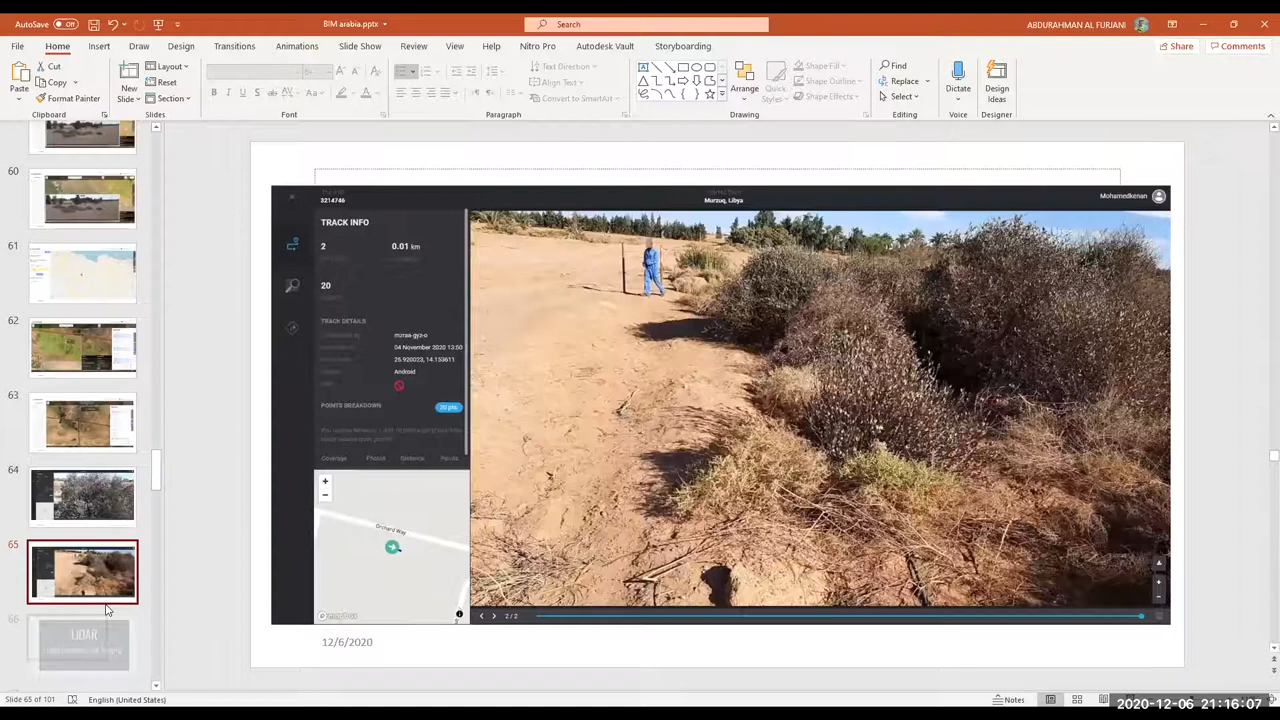 AutoSave Off
BIM arabia.pptx
Search
ABDURAHMAN AL FURJANI
File Home Insert Draw Design Transitions Animations Slide Show Review View Help Nitro Pro Autodesk Vault Storyboarding
Share Comments
Paste
Cut
Copy
Format Painter
Clipboard
New
Slide
Layout
Reset
Section
Slides
B I U S ab AV Aa
Font
Text Direction
Align Text
Convert to SmartArt
Paragraph
Arrange
Quick
Styles
Shape Fill
Shape Outline
Shape Effects
Drawing
Find
Replace
Select
Editing
Dictate
Voice
Design
Ideas
Designer
60
61
62
63
64
65
66
LiDAR
3214746
Murzuq, Libya
Mohamedkenan
TRACK INFO
2 0.01 km
20
TRACK DETAILS
04 November 2020 13:50
25.920023, 14.153611
Android
POINTS BREAKDOWN
20 pts
Coverage Photos Distance Points
Orchard Way
2 / 2
12/6/2020
Slide 65 of 101
English (United States)
Notes
2020-12-06 21:16:07